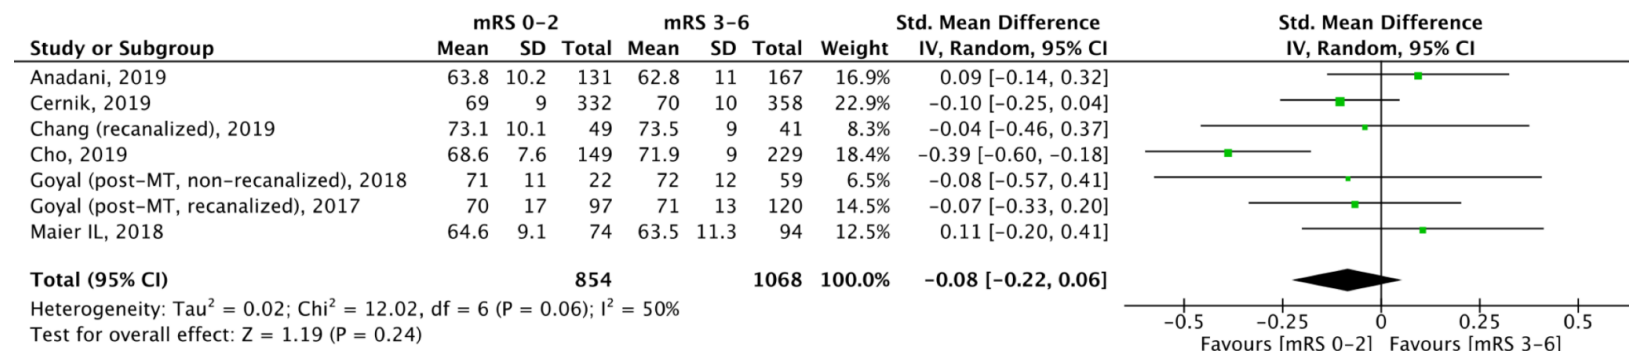 mRS 0–2 mRS 3–6 Std. Mean Difference Std. Mean Difference
Study or Subgroup Mean SD Total Mean SD Total Weight IV, Random, 95% CI IV, Random, 95% CI
Anadani, 2019 63.8 10.2 131 62.8 11 167 16.9% 0.09 [−0.14, 0.32]
Cernik, 2019 69 9 332 70 10 358 22.9% −0.10 [−0.25, 0.04]
Chang (recanalized), 2019 73.1 10.1 49 73.5 9 41 8.3% −0.04 [−0.46, 0.37]
Cho, 2019 68.6 7.6 149 71.9 9 229 18.4% −0.39 [−0.60, −0.18]
Goyal (post–MT, non–recanalized), 2018 71 11 22 72 12 59 6.5% −0.08 [−0.57, 0.41]
Goyal (post–MT, recanalized), 2017 70 17 97 71 13 120 14.5% −0.07 [−0.33, 0.20]
Maier IL, 2018 64.6 9.1 74 63.5 11.3 94 12.5% 0.11 [−0.20, 0.41]
Total (95% CI) 854 1068 100.0% −0.08 [−0.22, 0.06]
Heterogeneity: Tau² = 0.02; Chi² = 12.02, df = 6 (P = 0.06); I² = 50%
Test for overall effect: Z = 1.19 (P = 0.24)
−0.5 −0.25 0 0.25 0.5
Favours [mRS 0–2] Favours [mRS 3–6]